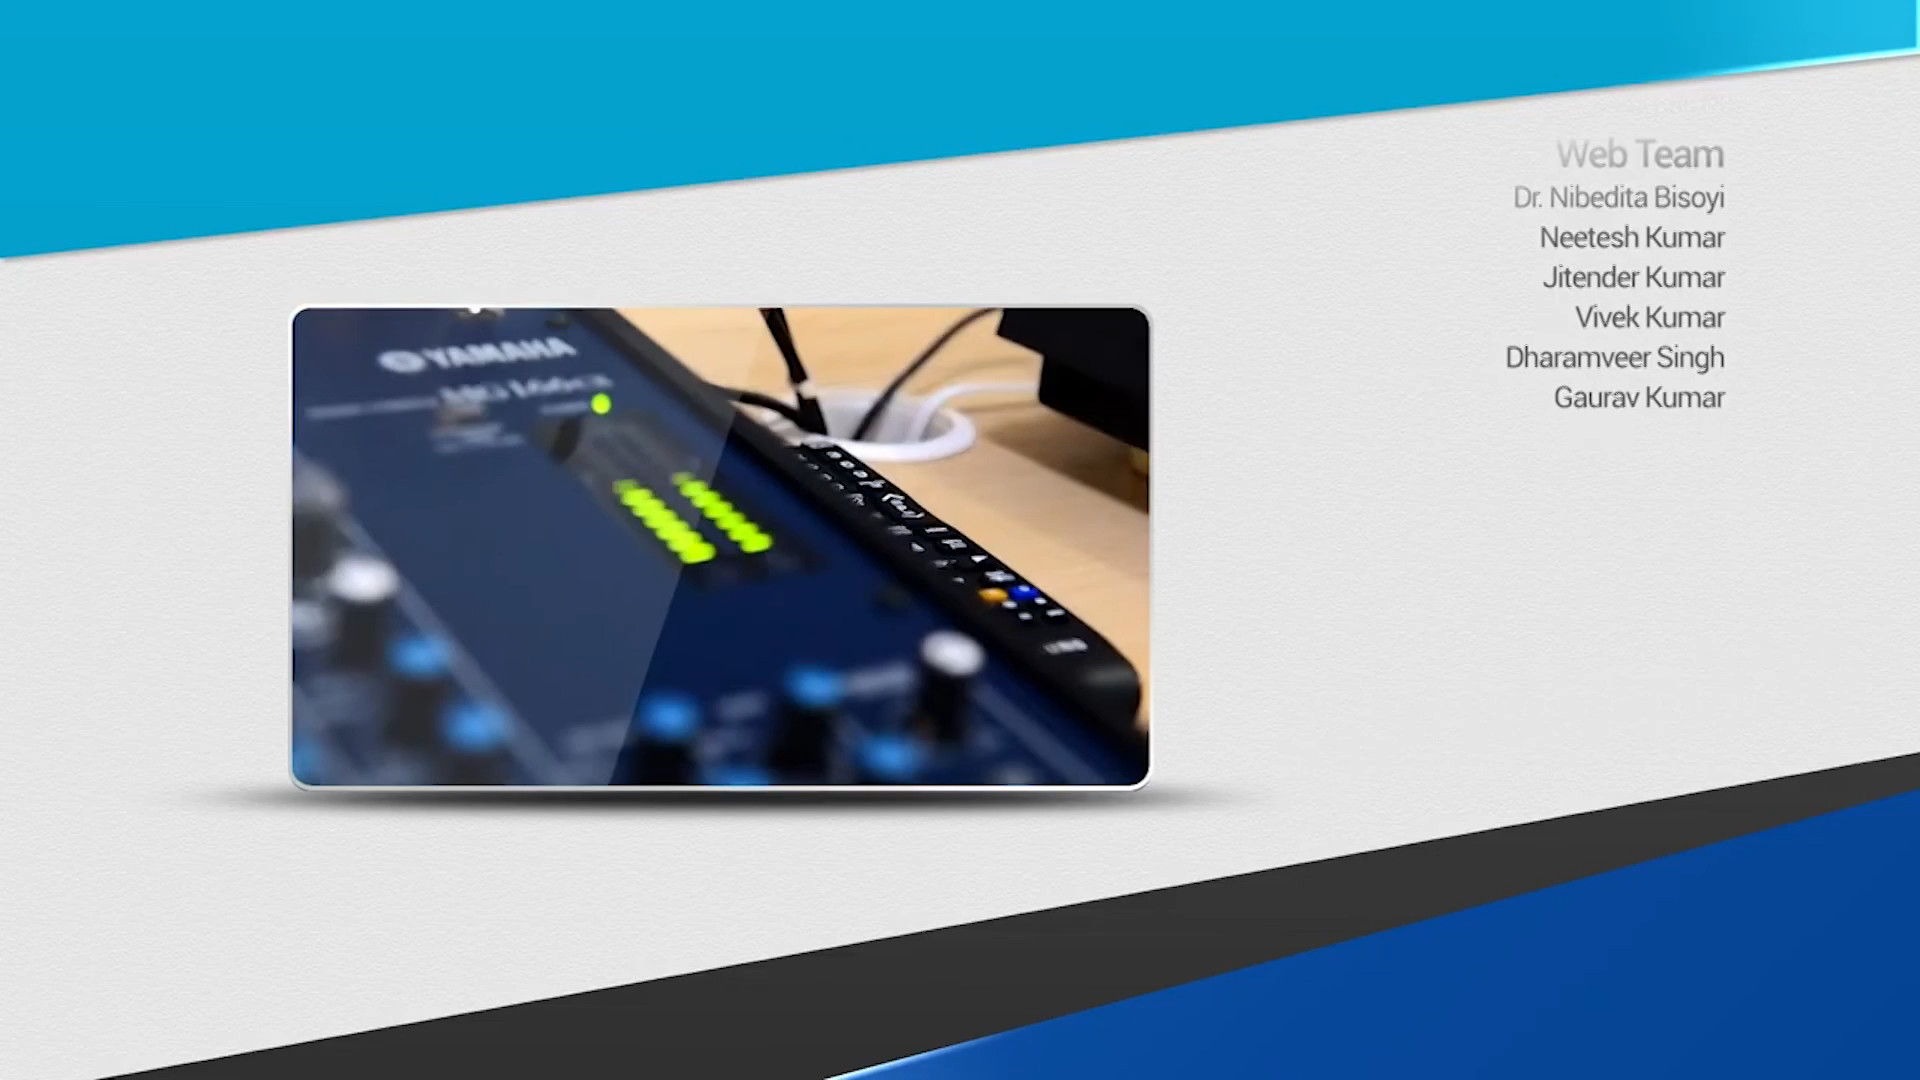 Web Team
Dr. Nibedita Bisoyi
Neetesh Kumar
Jitender Kumar
Vivek Kumar
Dharamveer Singh
Gaurav Kumar
YAMAHA